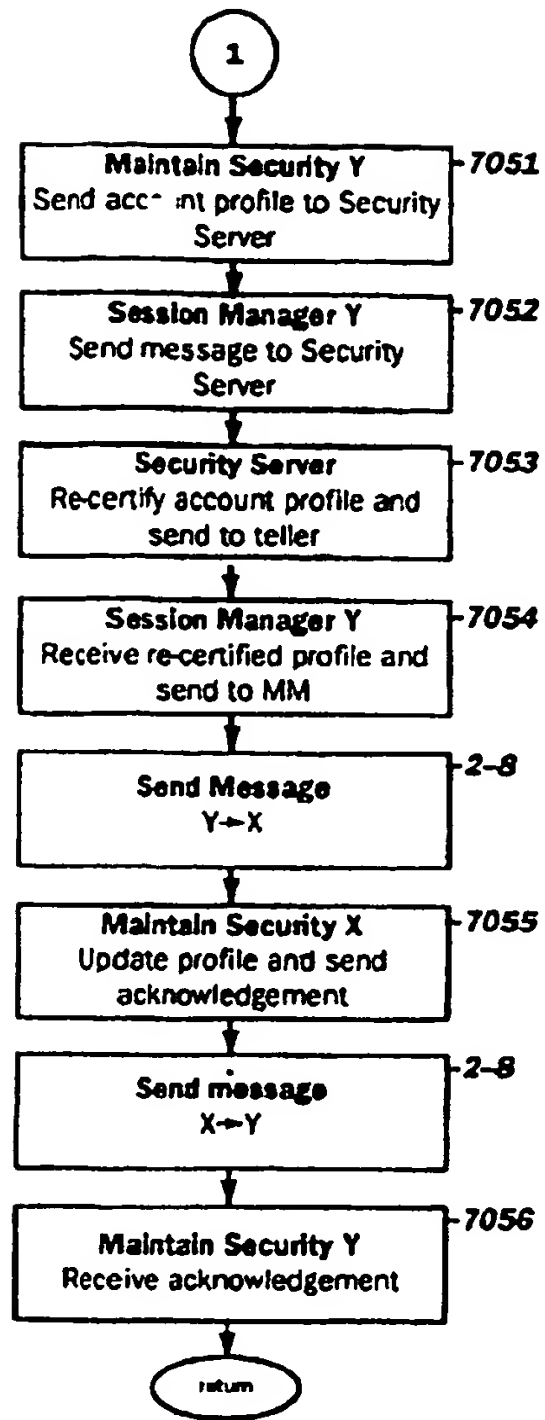 1
Maintain Security Y
7051
Send profile to Security
Server
Session Manager Y
7052
Send message to Security
Server
Security Server
7053
Re-certify account profile and
send to teller
Session Manager Y
7054
Receive re-certified profile and
send to MM
2-8
Send Message
Y→X
Maintain Security X
7055
Update profile and send
acknowledgement
2-8
Send message
X→Y
7056
Maintain Security Y
Receive acknowledgement
return